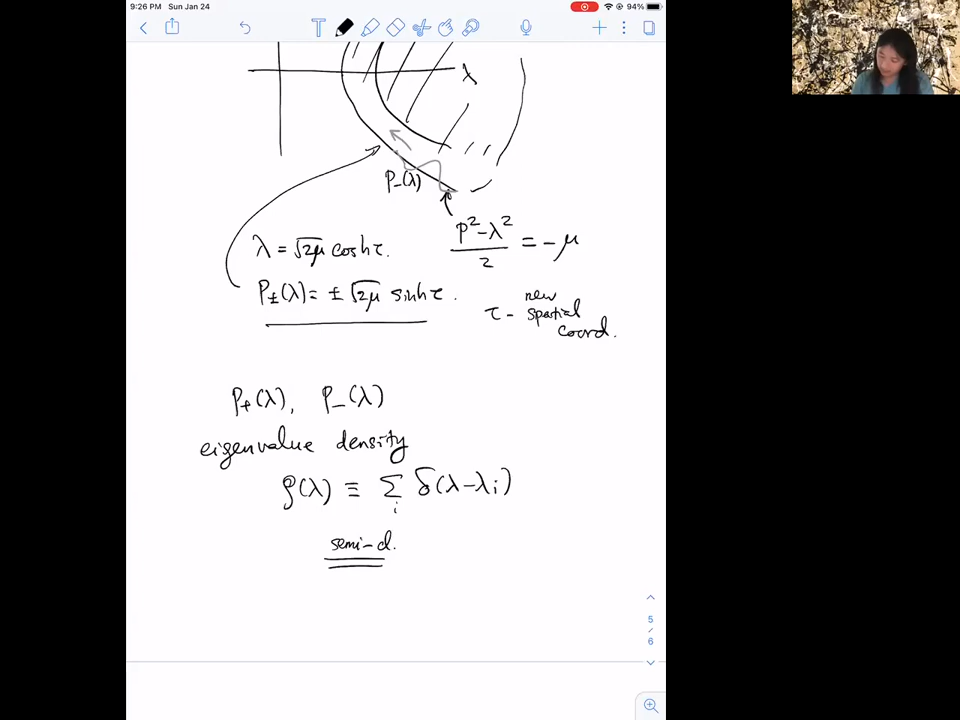 9:26 PM Sun Jan 24
94%
λ
P₋(λ)
λ = √2μ coshτ.
P² − λ² / 2 = − μ
P±(λ) = ± √2μ sinhτ .
τ - new spatial coord.
P₊(λ), P₋(λ)
eigenvalue density
ρ(λ) ≡ Σᵢ δ(λ−λᵢ)
semi-cl.
5
/
6